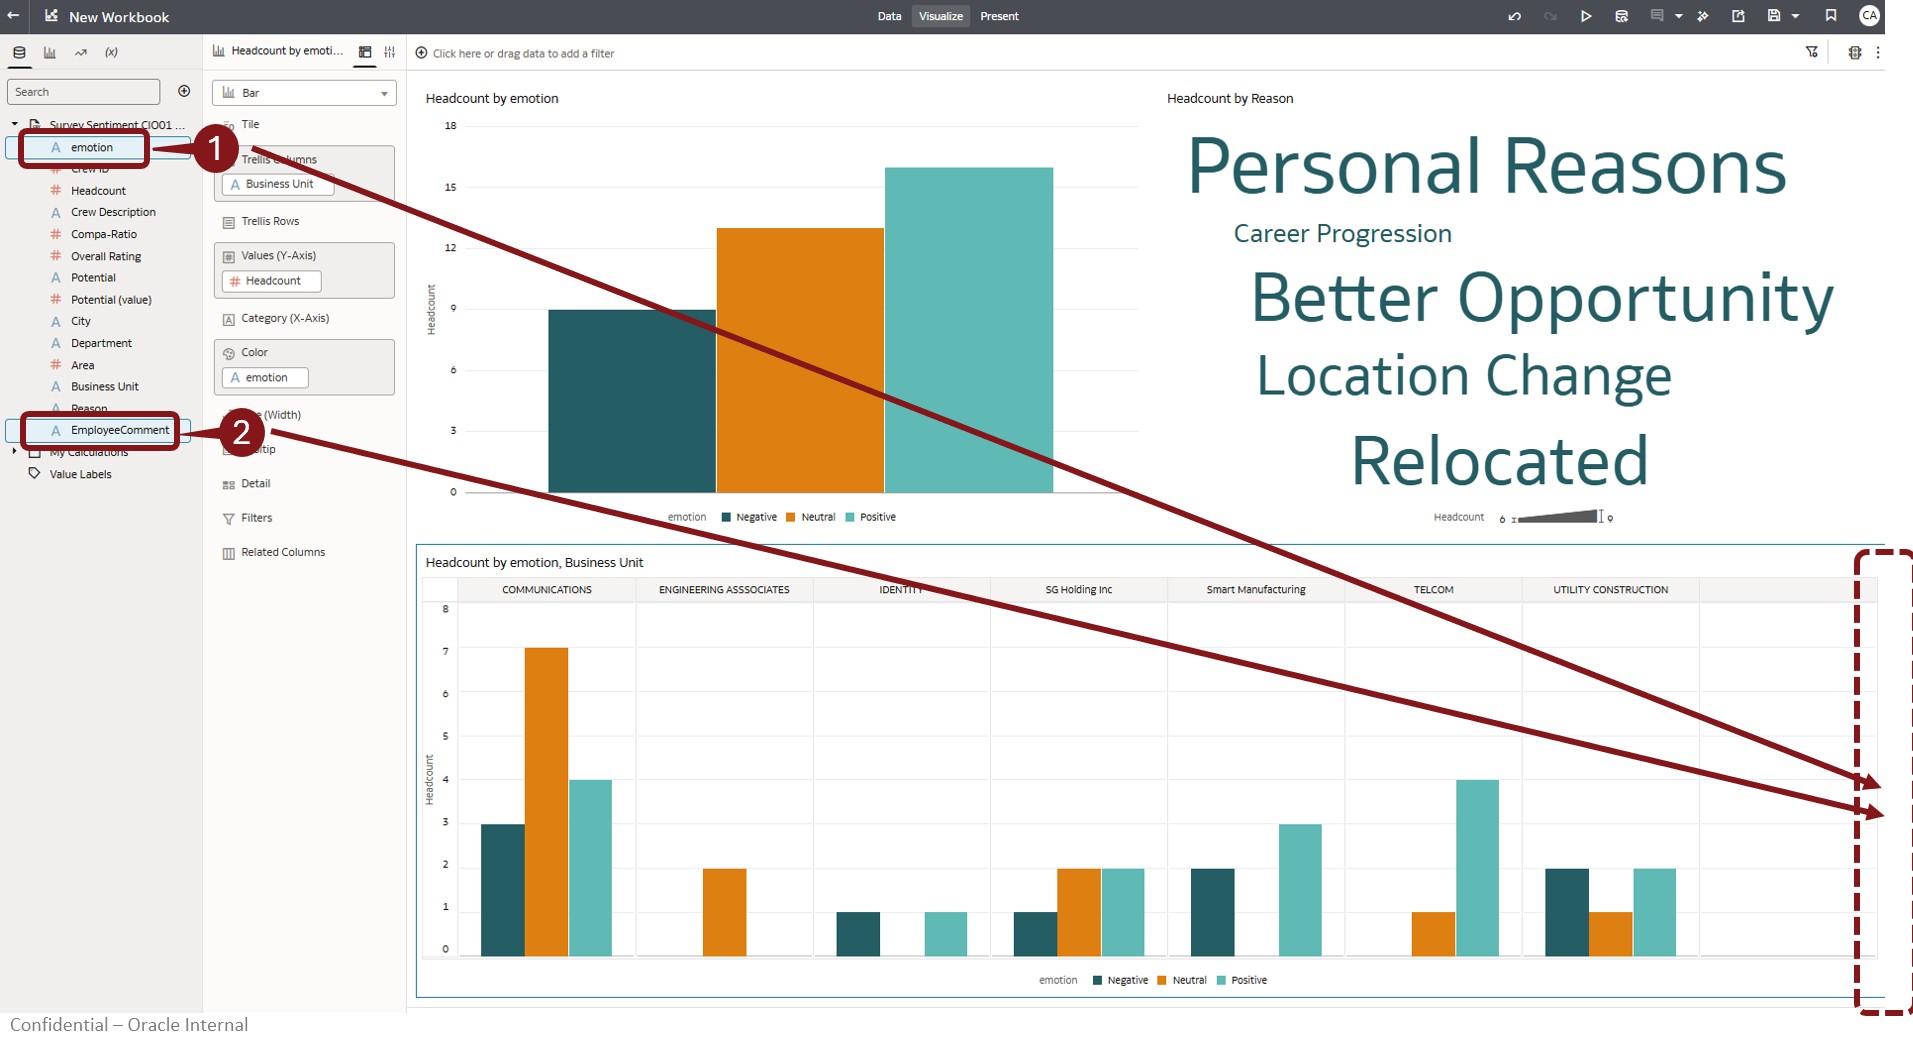 New Workbook
Data
Visualize
Present
CA
(x)
Headcount by emoti...
Click here or drag data to add a filter
Search
Bar
Survey Sentiment CIO01 ...
A emotion
1
# Crew ID
# Headcount
A Crew Description
# Compa-Ratio
# Overall Rating
A Potential
# Potential (value)
A City
A Department
# Area
A Business Unit
A Reason
A EmployeeComment
2
My Calculations
Value Labels
Tile
Trellis Columns
A Business Unit
Trellis Rows
Values (Y-Axis)
# Headcount
Category (X-Axis)
Color
A emotion
(Width)
Detail
Filters
Related Columns
Headcount by emotion
18
15
12
9
6
3
0
Headcount
emotion Negative Neutral Positive
Headcount by Reason
Personal Reasons
Career Progression
Better Opportunity
Location Change
Relocated
Headcount 6 9
Headcount by emotion, Business Unit
COMMUNICATIONS
ENGINEERING ASSSOCIATES
IDENTITY
SG Holding Inc
Smart Manufacturing
TELCOM
UTILITY CONSTRUCTION
8
7
6
5
4
3
2
1
0
Headcount
emotion Negative Neutral Positive
Confidential – Oracle Internal